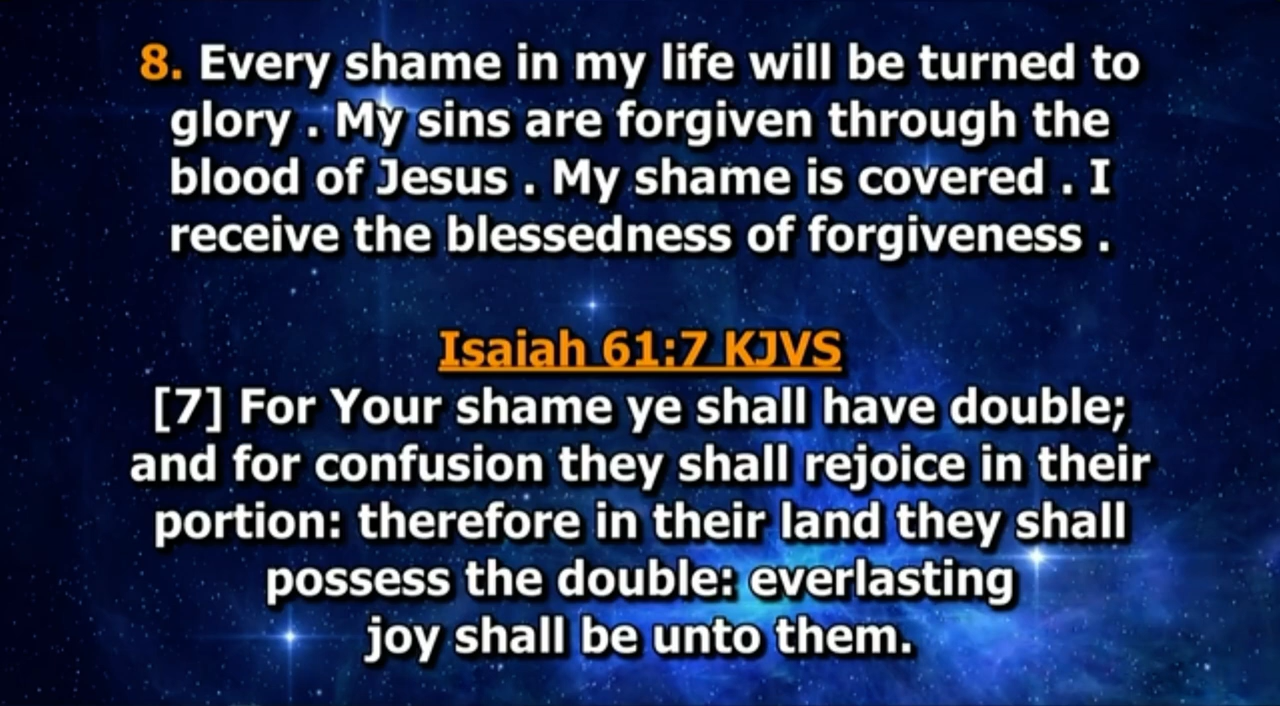 8. Every shame in my life will be turned to
glory . My sins are forgiven through the
blood of Jesus . My shame is covered . I
receive the blessedness of forgiveness .
Isaiah 61:7 KJVS
[7] For Your shame ye shall have double;
and for confusion they shall rejoice in their
portion: therefore in their land they shall
possess the double: everlasting
joy shall be unto them.